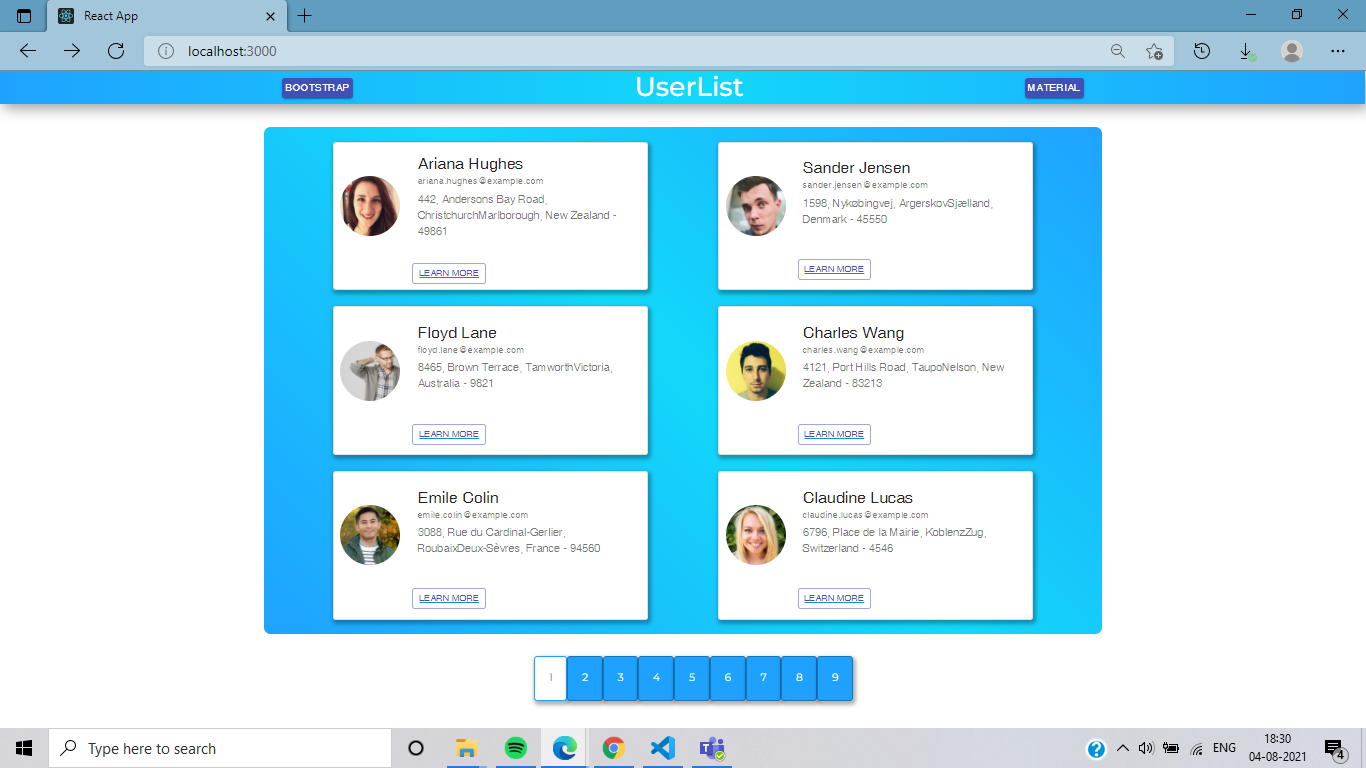 React App
localhost:3000
BOOTSTRAP
UserList
MATERIAL
Ariana Hughes
ariana.hughes@example.com
442, Andersons Bay Road,
ChristchurchMarlborough, New Zealand -
49861
LEARN MORE
Sander Jensen
sander.jensen@example.com
1598, Nykøbingvej, ArgerskovSjælland,
Denmark - 45550
LEARN MORE
Floyd Lane
floyd.lane@example.com
8465, Brown Terrace, TamworthVictoria,
Australia - 9821
LEARN MORE
Charles Wang
charles.wang@example.com
4121, Port Hills Road, TaupoNelson, New
Zealand - 83213
LEARN MORE
Emile Colin
emile.colin@example.com
3088, Rue du Cardinal-Gerlier,
RoubaixDeux-Sèvres, France - 94560
LEARN MORE
Claudine Lucas
claudine.lucas@example.com
6796, Place de la Mairie, KoblenzZug,
Switzerland - 4546
LEARN MORE
1 2 3 4 5 6 7 8 9
Type here to search
ENG
18:30
04-08-2021
4